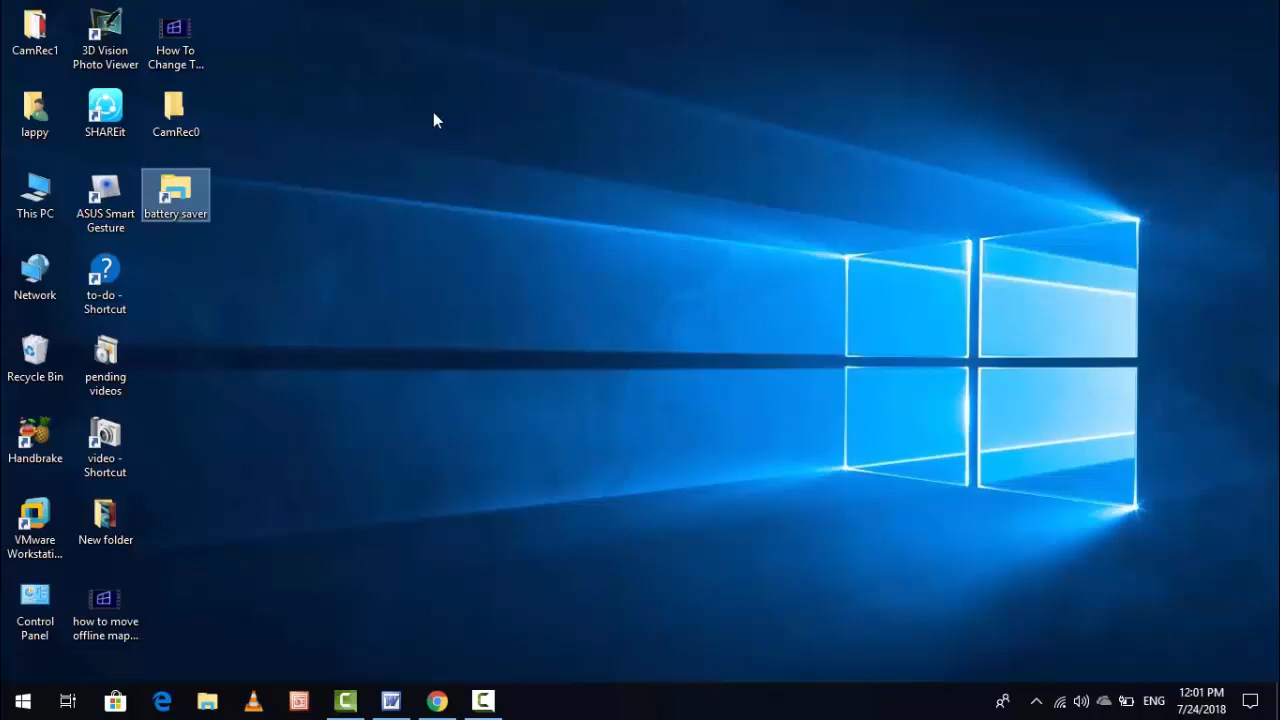 CamRec1
3D Vision
Photo Viewer
How To
Change T...
lappy
SHAREit
CamRec0
This PC
ASUS Smart
Gesture
battery saver
Network
to-do -
Shortcut
Recycle Bin
pending
videos
Handbrake
video -
Shortcut
VMware
Workstati...
New folder
Control
Panel
how to move
offline map...
ENG
12:01 PM
7/24/2018